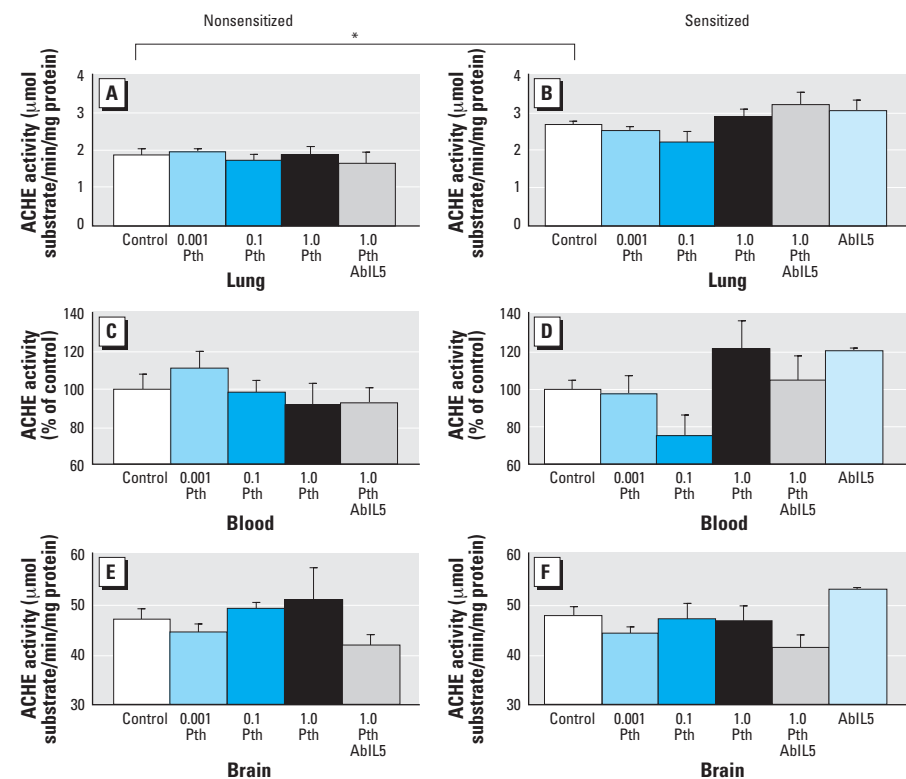 Nonsensitized
Sensitized
*
ACHE activity (μmol
substrate/min/mg protein)
4
3
2
1
0
A
Control
0.001
Pth
0.1
Pth
1.0
Pth
1.0
Pth
AbIL5
Lung
ACHE activity (μmol
substrate/min/mg protein)
4
3
2
1
0
B
Control
0.001
Pth
0.1
Pth
1.0
Pth
1.0
Pth
AbIL5
AbIL5
Lung
ACHE activity
(% of control)
140
120
100
80
60
C
Control
0.001
Pth
0.1
Pth
1.0
Pth
1.0
Pth
AbIL5
Blood
ACHE activity
(% of control)
140
120
100
80
60
D
Control
0.001
Pth
0.1
Pth
1.0
Pth
1.0
Pth
AbIL5
AbIL5
Blood
ACHE activity (μmol
substrate/min/mg protein)
60
50
40
30
E
Control
0.001
Pth
0.1
Pth
1.0
Pth
1.0
Pth
AbIL5
Brain
ACHE activity (μmol
substrate/min/mg protein)
60
50
40
30
F
Control
0.001
Pth
0.1
Pth
1.0
Pth
1.0
Pth
AbIL5
AbIL5
Brain